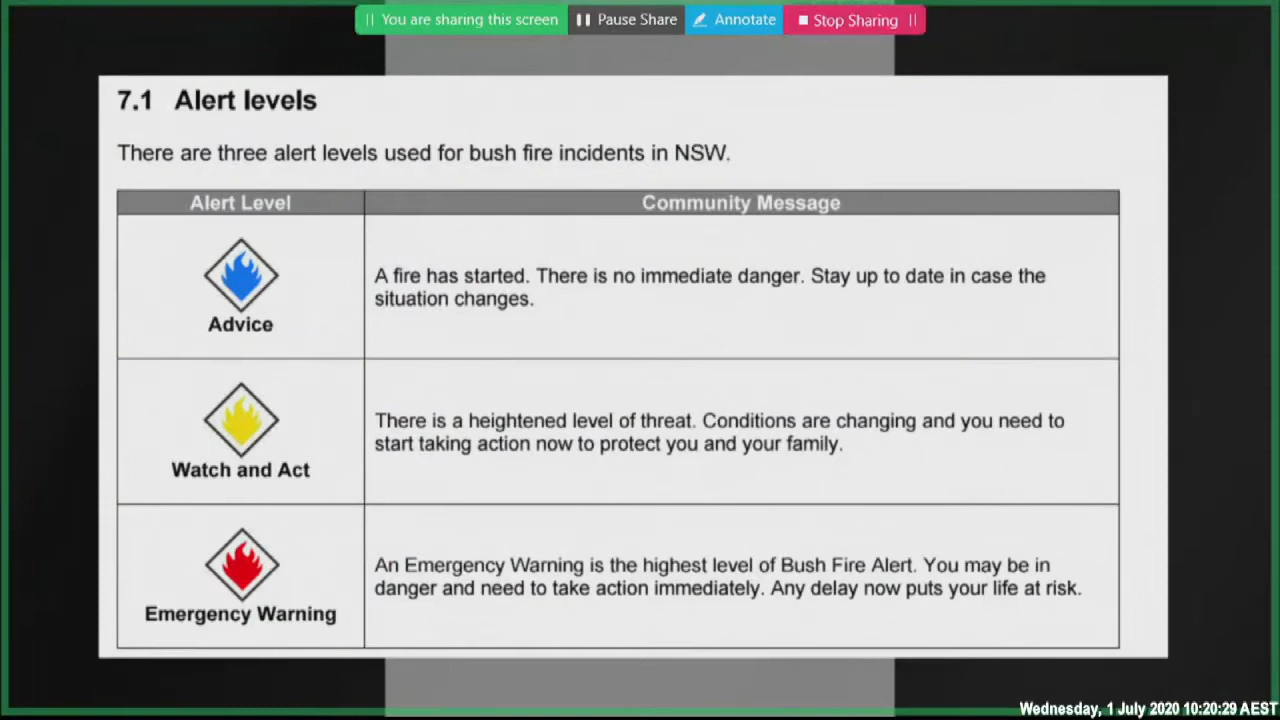 You are sharing this screen
Pause Share
Annotate
Stop Sharing
7.1 Alert levels
There are three alert levels used for bush fire incidents in NSW.
Alert Level
Community Message
Advice
A fire has started. There is no immediate danger. Stay up to date in case the
situation changes.
Watch and Act
There is a heightened level of threat. Conditions are changing and you need to
start taking action now to protect you and your family.
Emergency Warning
An Emergency Warning is the highest level of Bush Fire Alert. You may be in
danger and need to take action immediately. Any delay now puts your life at risk.
Wednesday, 1 July 2020 10:20:29 AEST